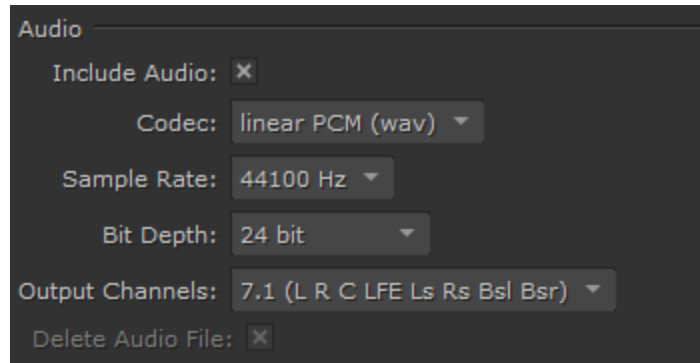 Audio
Include Audio:
Codec: linear PCM (wav)
Sample Rate: 44100 Hz
Bit Depth: 24 bit
Output Channels: 7.1 (L R C LFE Ls Rs Bsl Bsr)
Delete Audio File: